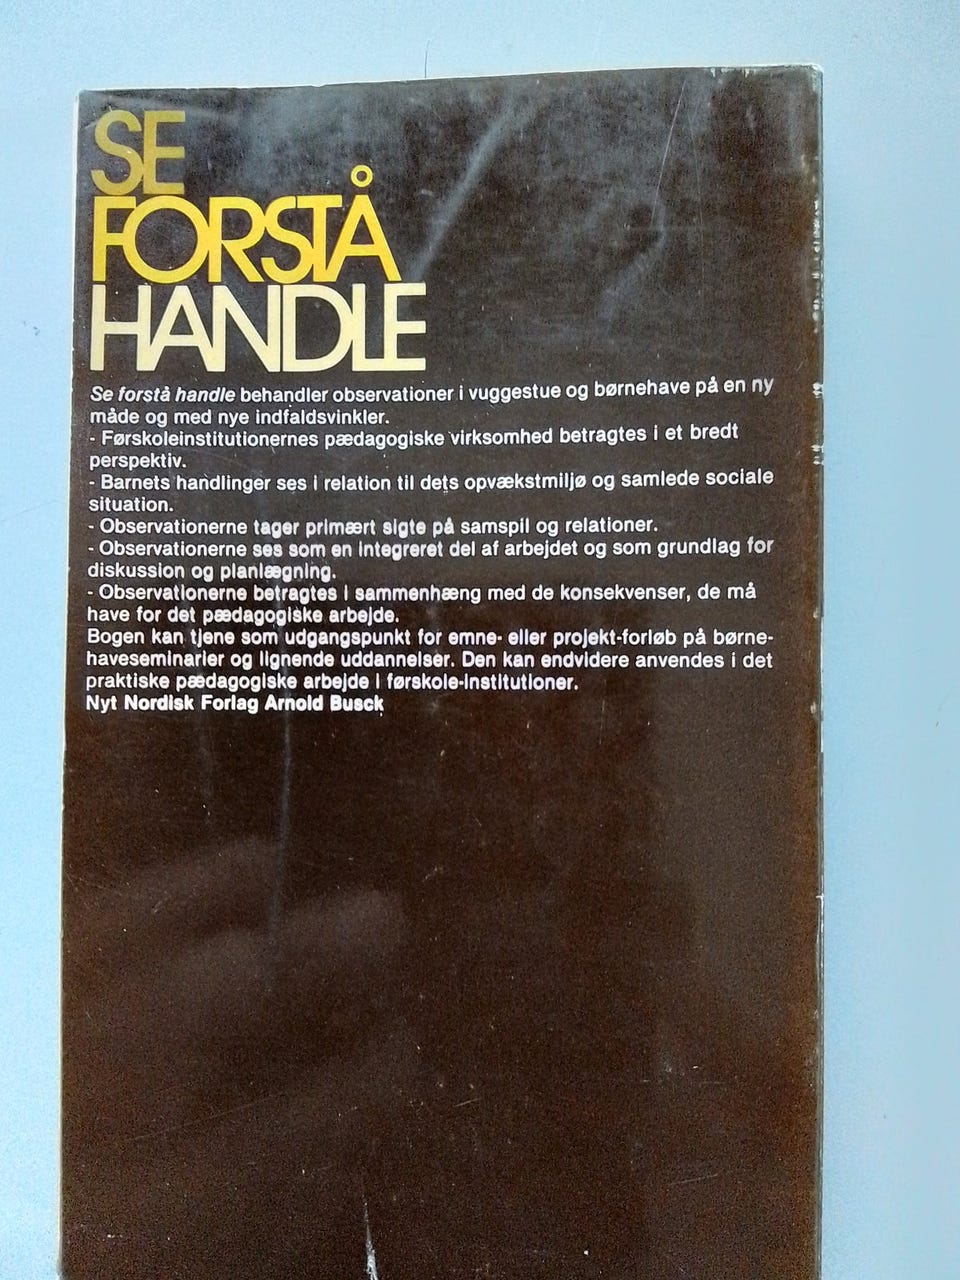 SE
FORSTÅ
HANDLE
Se forstå handle behandler observationer i vuggestue og børnehave på en ny
måde og med nye indfaldsvinkler.
- Førskoleinstitutionernes pædagogiske virksomhed betragtes i et bredt
perspektiv.
- Barnets handlinger ses i relation til dets opvækstmiljø og samlede sociale
situation.
- Observationerne tager primært sigte på samspil og relationer.
- Observationerne ses som en integreret del af arbejdet og som grundlag for
diskussion og planlægning.
- Observationerne betragtes i sammenhæng med de konsekvenser, de må
have for det pædagogiske arbejde.
Bogen kan tjene som udgangspunkt for emne- eller projekt-forløb på børne-
haveseminarier og lignende uddannelser. Den kan endvidere anvendes i det
praktiske pædagogiske arbejde i førskole-institutioner.
Nyt Nordisk Forlag Arnold Busck